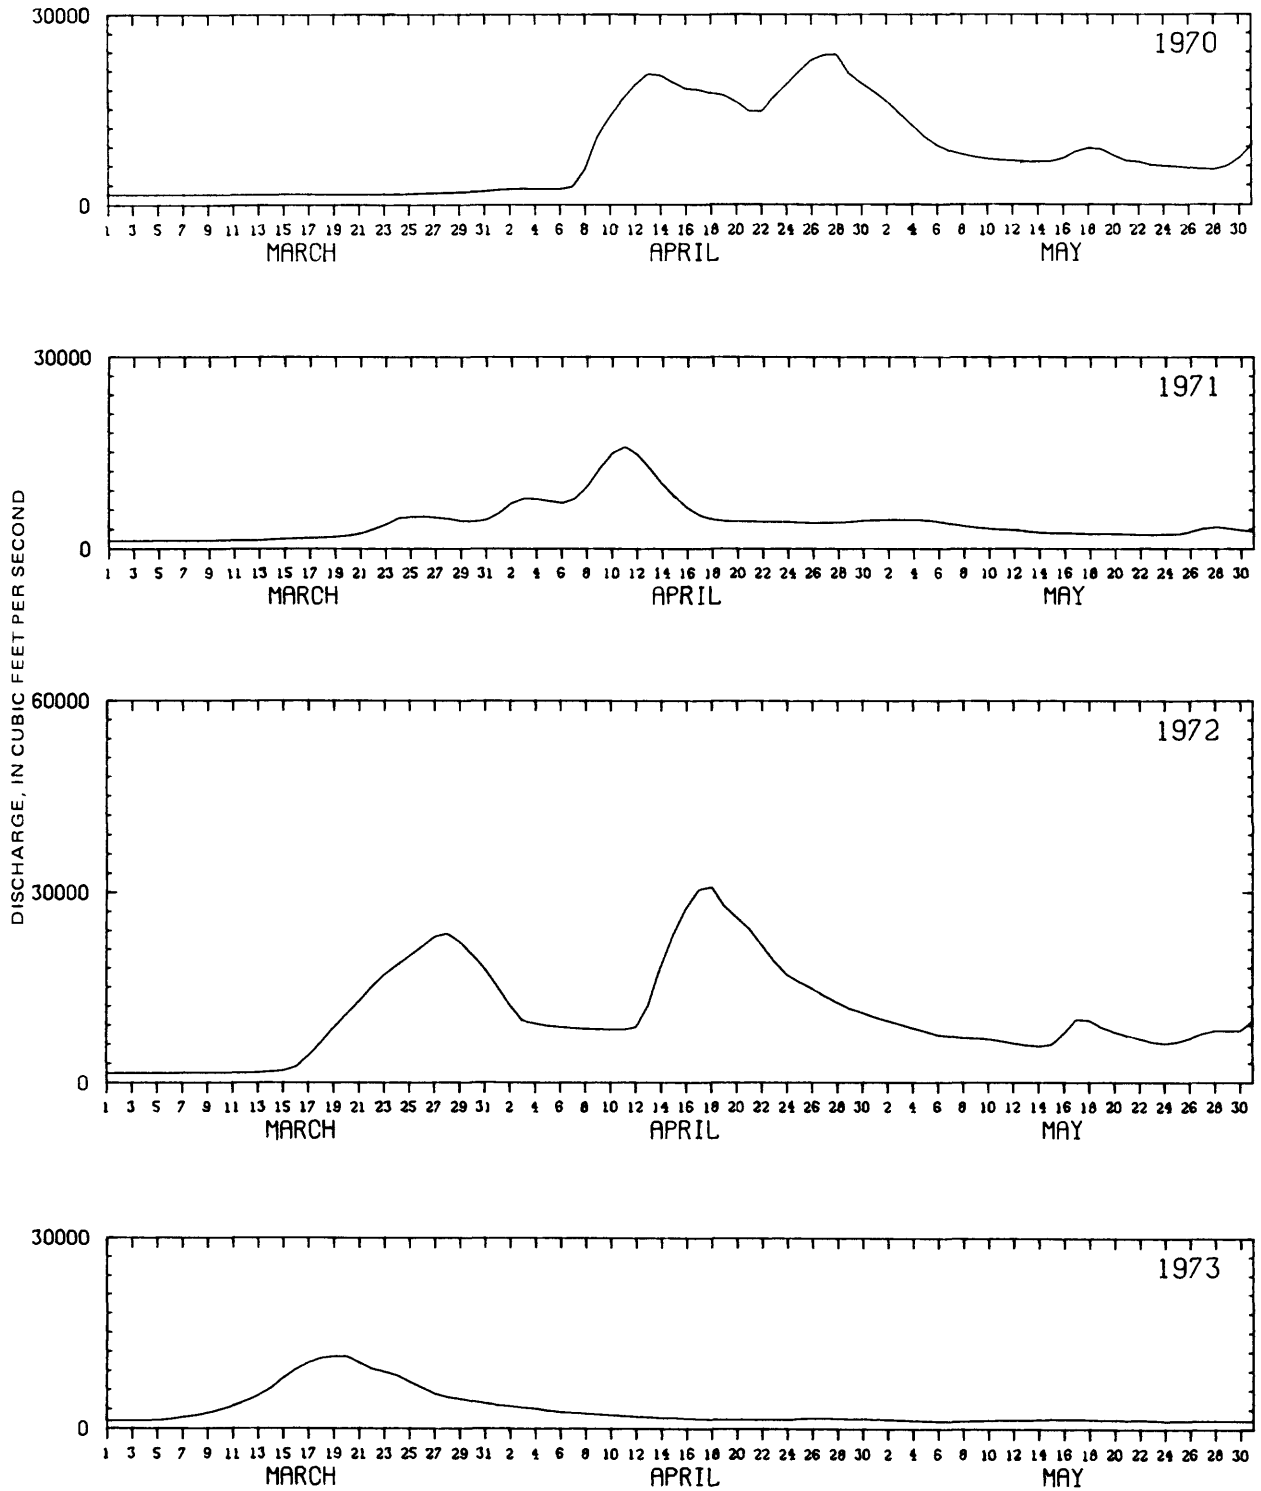 DISCHARGE, IN CUBIC FEET PER SECOND
30000
1970
0
1 3 5 7 9 11 13 15 17 19 21 23 25 27 29 31 2 4 6 8 10 12 14 16 18 20 22 24 26 28 30 2 4 6 8 10 12 14 16 18 20 22 24 26 28 30
MARCH APRIL MAY
30000
1971
0
1 3 5 7 9 11 13 15 17 19 21 23 25 27 29 31 2 4 6 8 10 12 14 16 18 20 22 24 26 28 30 2 4 6 8 10 12 14 16 18 20 22 24 26 28 30
MARCH APRIL MAY
60000
1972
30000
0
1 3 5 7 9 11 13 15 17 19 21 23 25 27 29 31 2 4 6 8 10 12 14 16 18 20 22 24 26 28 30 2 4 6 8 10 12 14 16 18 20 22 24 26 28 30
MARCH APRIL MAY
30000
1973
0
1 3 5 7 9 11 13 15 17 19 21 23 25 27 29 31 2 4 6 8 10 12 14 16 18 20 22 24 26 28 30 2 4 6 8 10 12 14 16 18 20 22 24 26 28 30
MARCH APRIL MAY